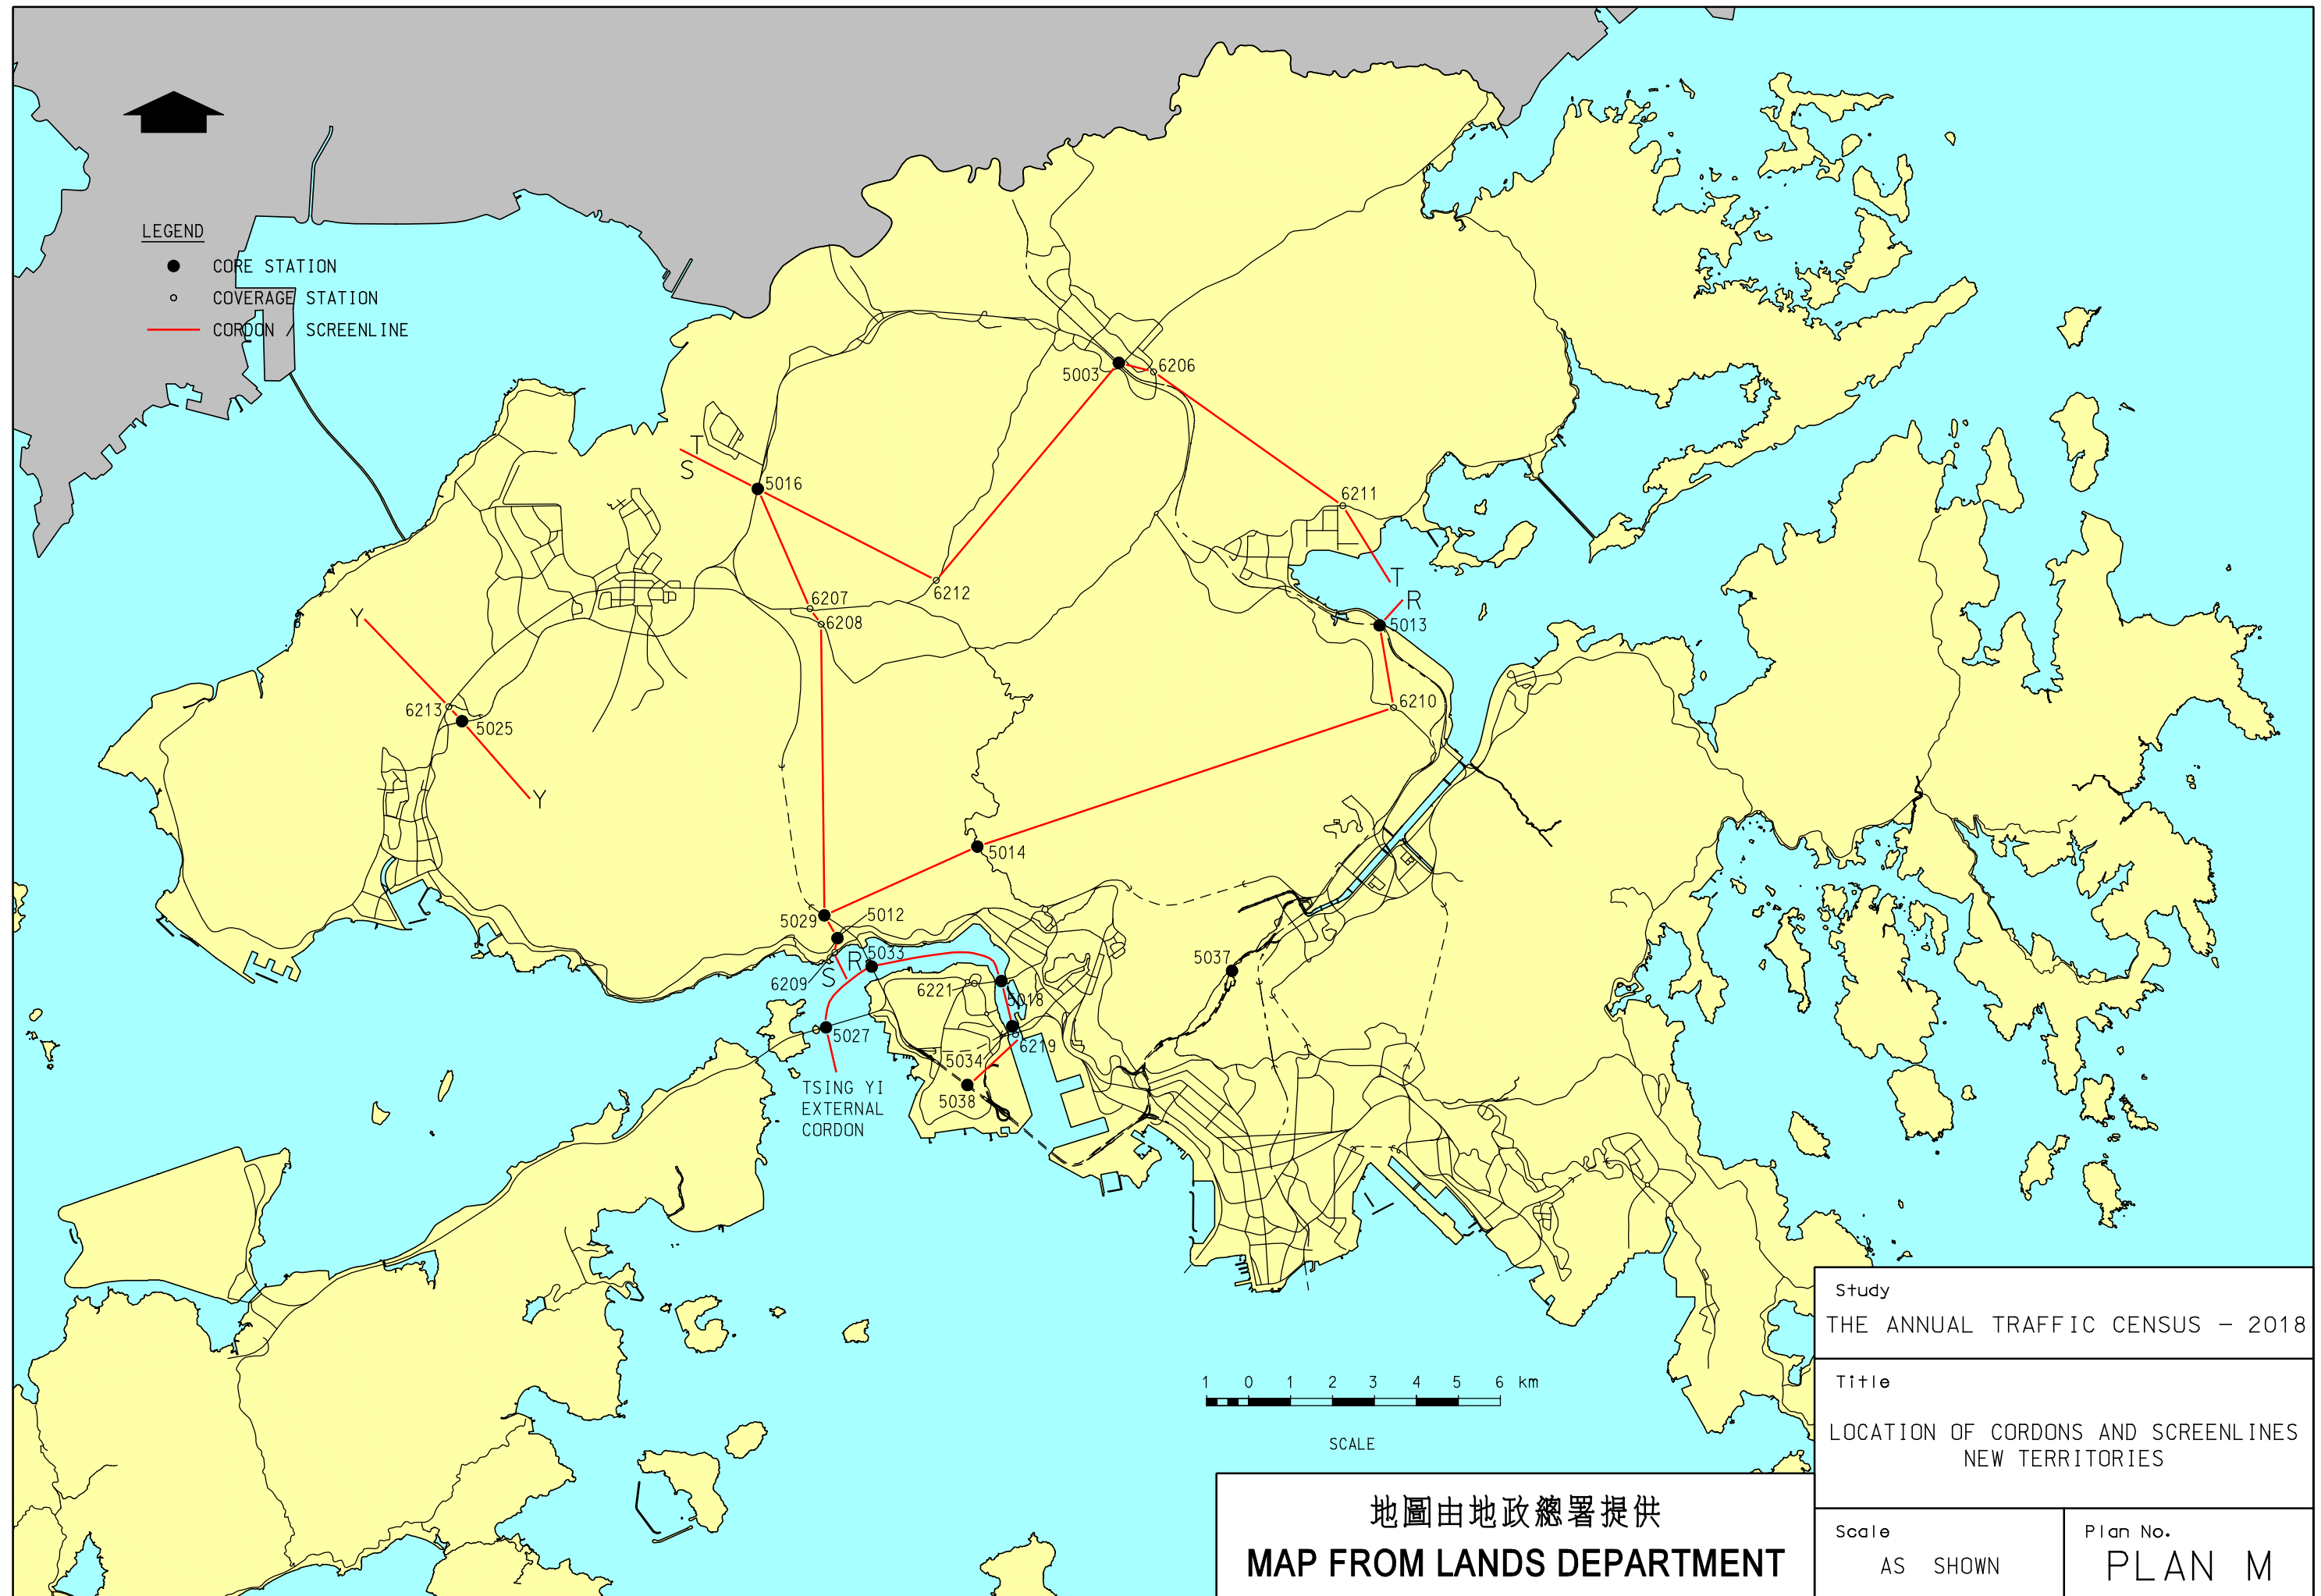 LEGEND
CORE STATION
COVERAGE STATION
CORDON / SCREENLINE
5003
6206
T
S
5016
6211
T
R
6212
6207
6208
5013
Y
6213
5025
6210
Y
5014
5029
5012
R
5033
S
6209
5037
6221
5018
5027
5034
6219
5038
TSING YI
EXTERNAL
CORDON
1 0 1 2 3 4 5 6 km
SCALE
地圖由地政總署提供
MAP FROM LANDS DEPARTMENT
Study
THE ANNUAL TRAFFIC CENSUS - 2018
Title
LOCATION OF CORDONS AND SCREENLINES
NEW TERRITORIES
Scale
AS SHOWN
Plan No.
PLAN M